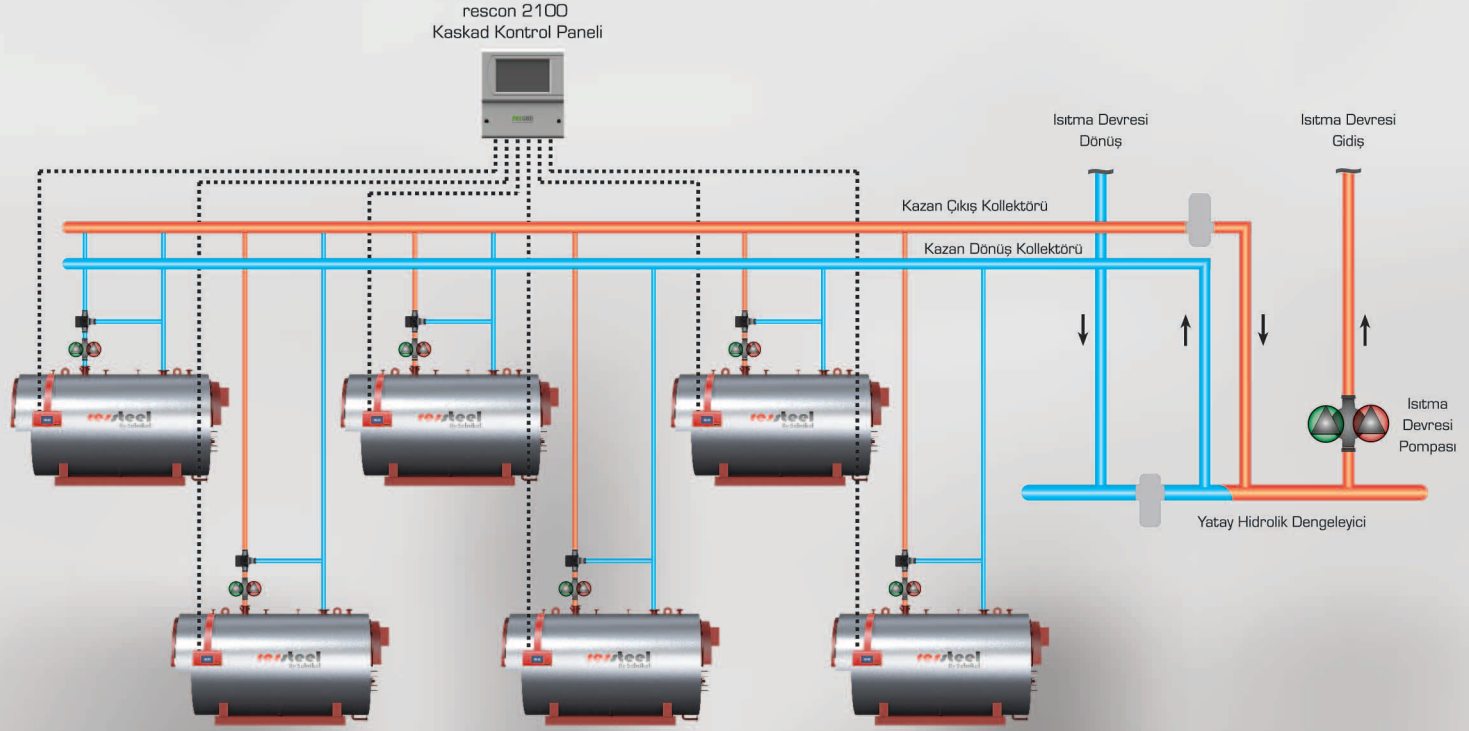 rescon 2100
Kaskad Kontrol Paneli
Isıtma Devresi
Dönüş
Isıtma Devresi
Gidiş
Kazan Çıkış Kollektörü
Kazan Dönüş Kollektörü
Isıtma
Devresi
Pompası
Yatay Hidrolik Dengeleyici
ressteel
ressteel
ressteel
ressteel
ressteel
ressteel